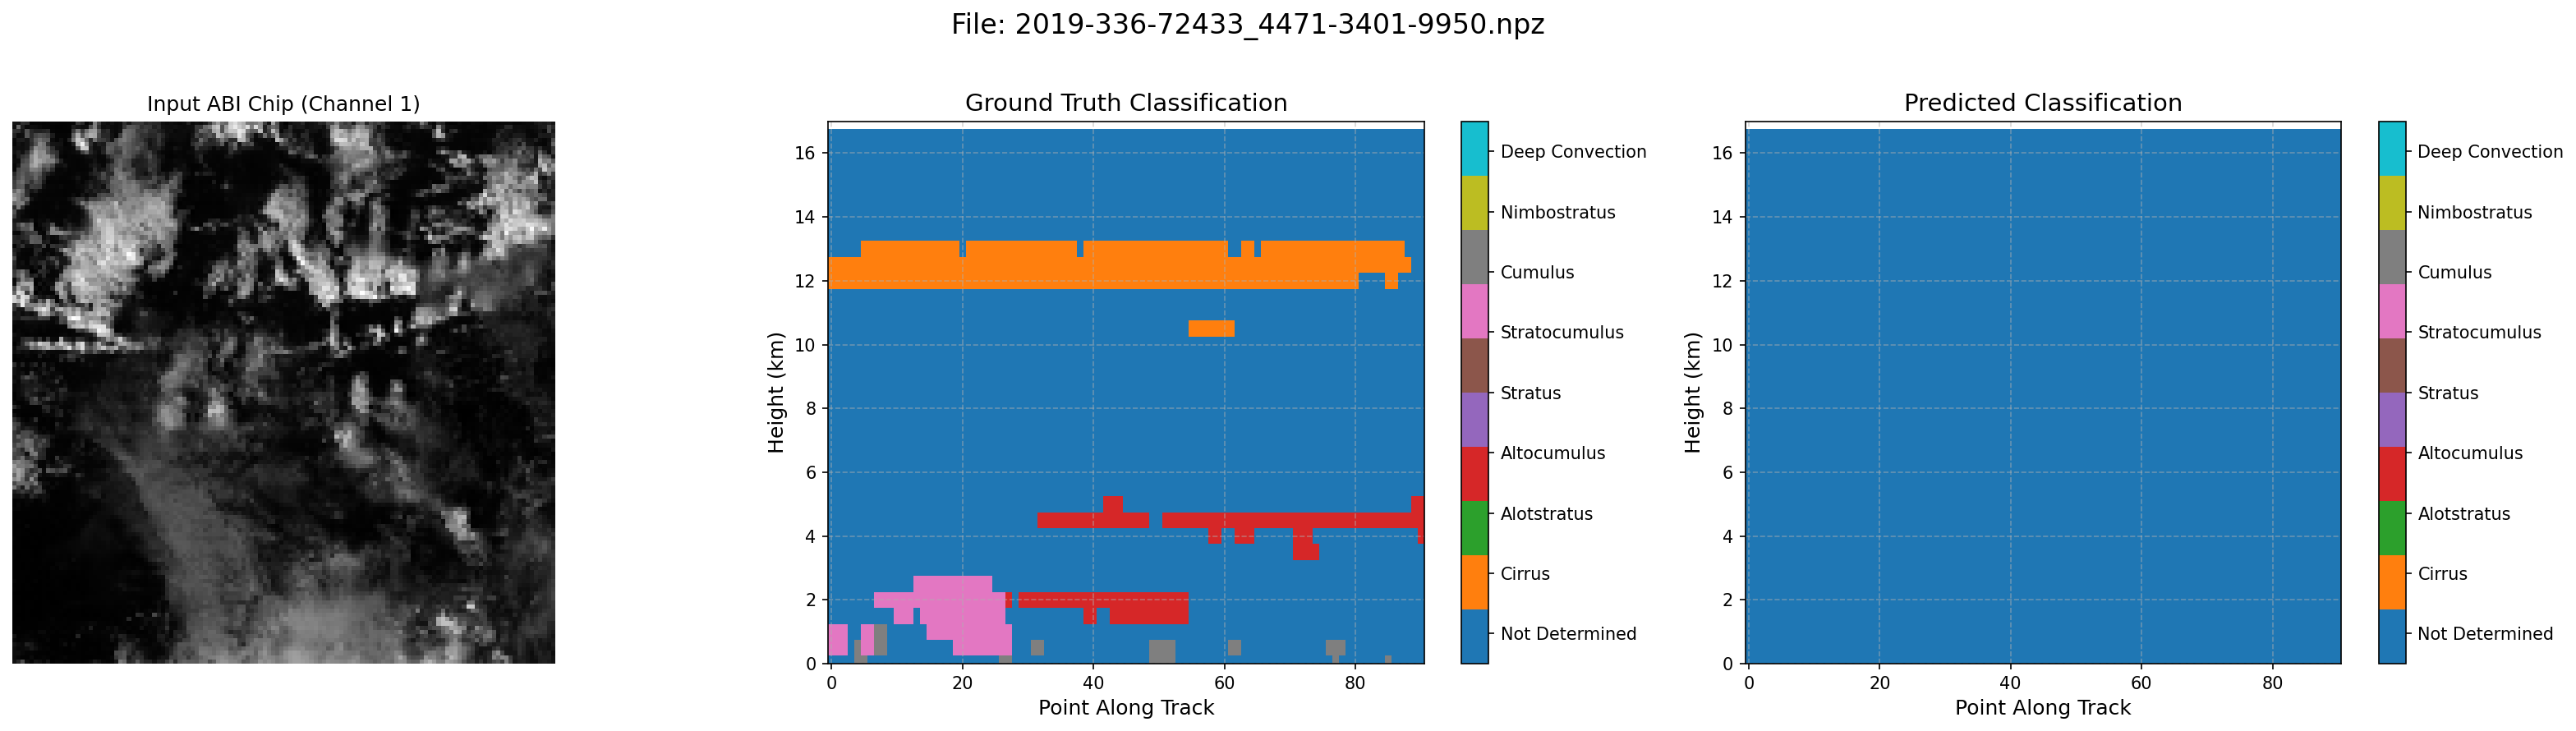 File: 2019-336-72433_4471-3401-9950.npz
Input ABI Chip (Channel 1)
Ground Truth Classification
Height (km)
16
14
12
10
8
6
4
2
0
0 20 40 60 80
Point Along Track
Deep Convection
Nimbostratus
Cumulus
Stratocumulus
Stratus
Altocumulus
Alotstratus
Cirrus
Not Determined
Predicted Classification
Height (km)
16
14
12
10
8
6
4
2
0
0 20 40 60 80
Point Along Track
Deep Convection
Nimbostratus
Cumulus
Stratocumulus
Stratus
Altocumulus
Alotstratus
Cirrus
Not Determined